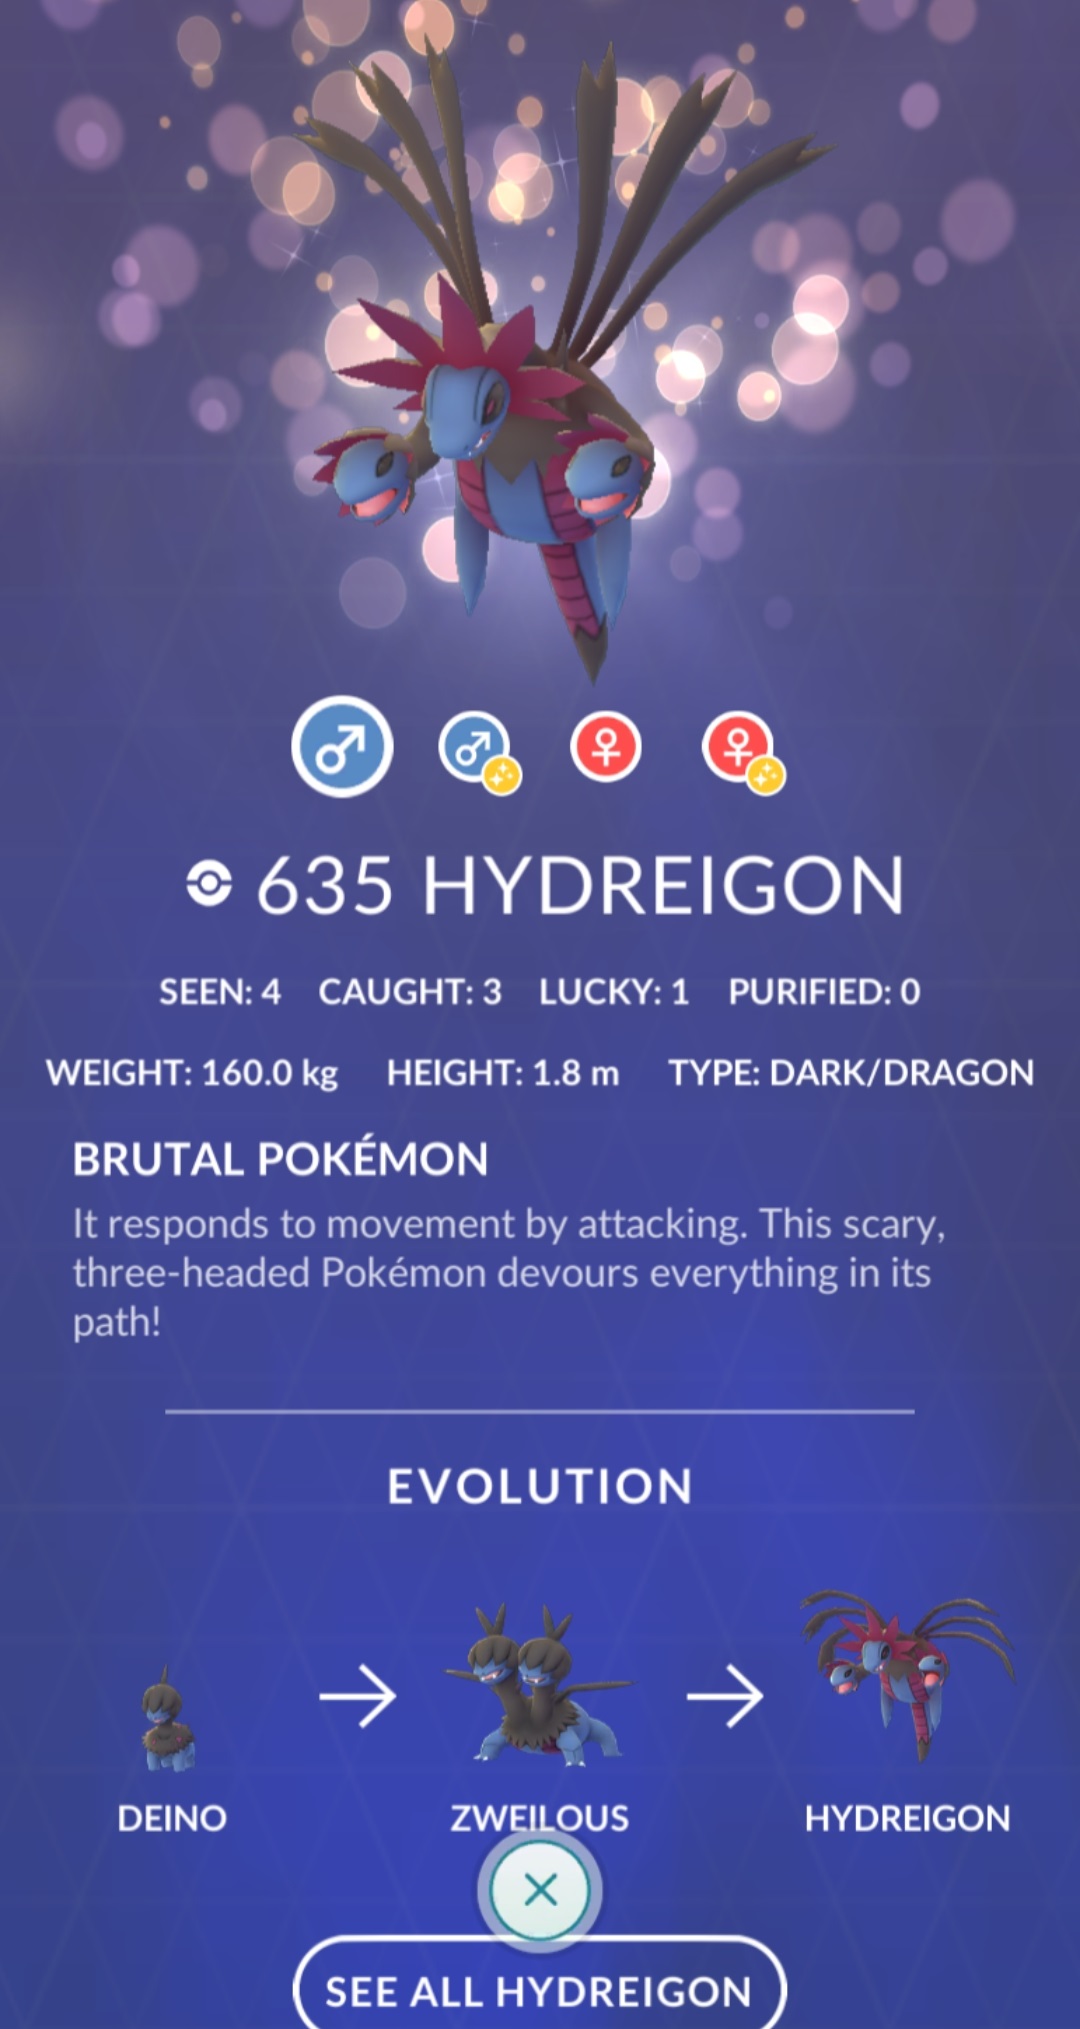 635 HYDREIGON
SEEN: 4 CAUGHT: 3 LUCKY: 1 PURIFIED: 0
WEIGHT: 160.0 kg HEIGHT: 1.8 m TYPE: DARK/DRAGON
BRUTAL POKÉMON
It responds to movement by attacking. This scary,
three-headed Pokémon devours everything in its
path!
EVOLUTION
DEINO ZWEILOUS HYDREIGON
SEE ALL HYDREIGON